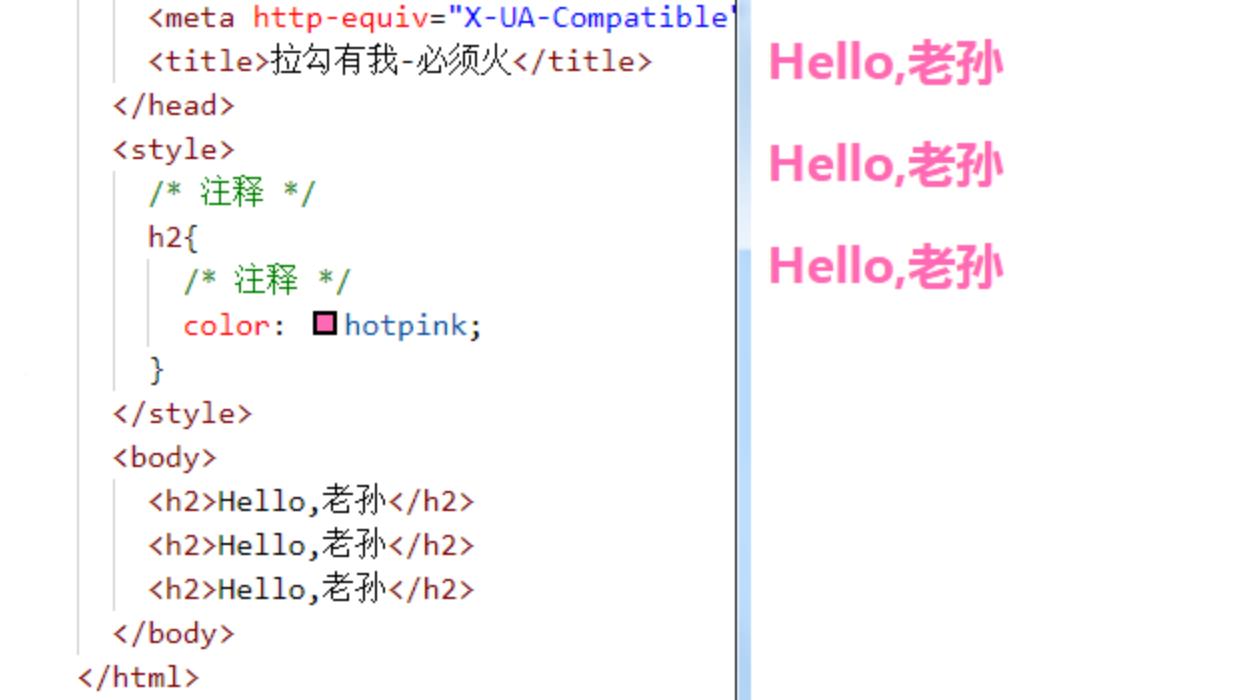 <meta http-equiv="X-UA-Compatible"
<title>拉勾有我-必须火</title>
</head>
<style>
/* 注释 */
h2{
/* 注释 */
color: hotpink;
}
</style>
<body>
<h2>Hello,老孙</h2>
<h2>Hello,老孙</h2>
<h2>Hello,老孙</h2>
</body>
</html>
Hello,老孙
Hello,老孙
Hello,老孙